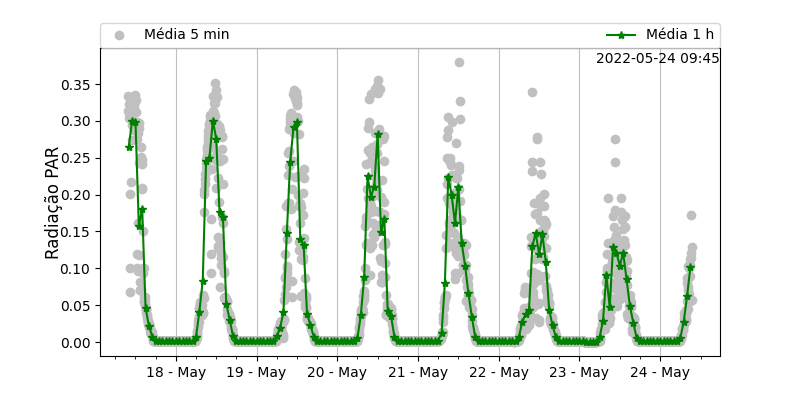 Média 5 min
Média 1 h
2022-05-24 09:45
Radiação PAR
0.35
0.30
0.25
0.20
0.15
0.10
0.05
0.00
18 - May
19 - May
20 - May
21 - May
22 - May
23 - May
24 - May